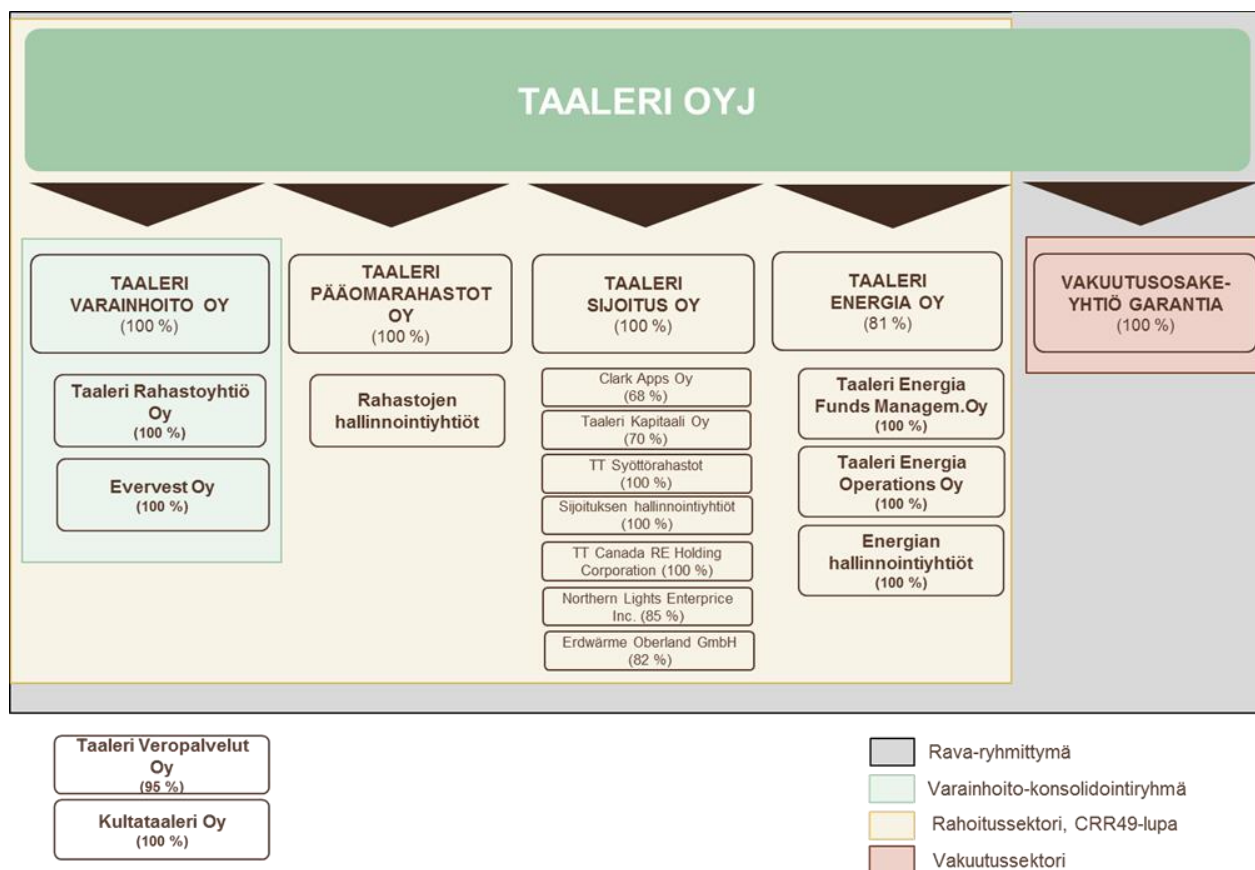 TAALERI OYJ
TAALERI
VARAINHOITO OY
(100 %)
Taaleri Rahastoyhtiö
Oy
(100 %)
Evervest Oy
(100 %)
TAALERI
PÄÄOMARAHASTOT
OY
(100 %)
Rahastojen
hallinnointiyhtiöt
TAALERI
SIJOITUS OY
(100 %)
Clark Apps Oy
(68 %)
Taaleri Kapitaali Oy
(70 %)
TT Syöttörahastot
(100 %)
Sijoituksen hallinnointiyhtiöt
(100 %)
TT Canada RE Holding
Corporation (100 %)
Northern Lights Enterprice
Inc. (85 %)
Erdwärme Oberland GmbH
(82 %)
TAALERI
ENERGIA OY
(81 %)
Taaleri Energia
Funds Managem.Oy
(100 %)
Taaleri Energia
Operations Oy
(100 %)
Energian
hallinnointiyhtiöt
(100 %)
VAKUUTUSOSAKE-
YHTIÖ GARANTIA
(100 %)
Taaleri Veropalvelut
Oy
(95 %)
Kultataaleri Oy
(100 %)
Rava-ryhmittymä
Varainhoito-konsolidointiryhmä
Rahoitussektori, CRR49-lupa
Vakuutussektori